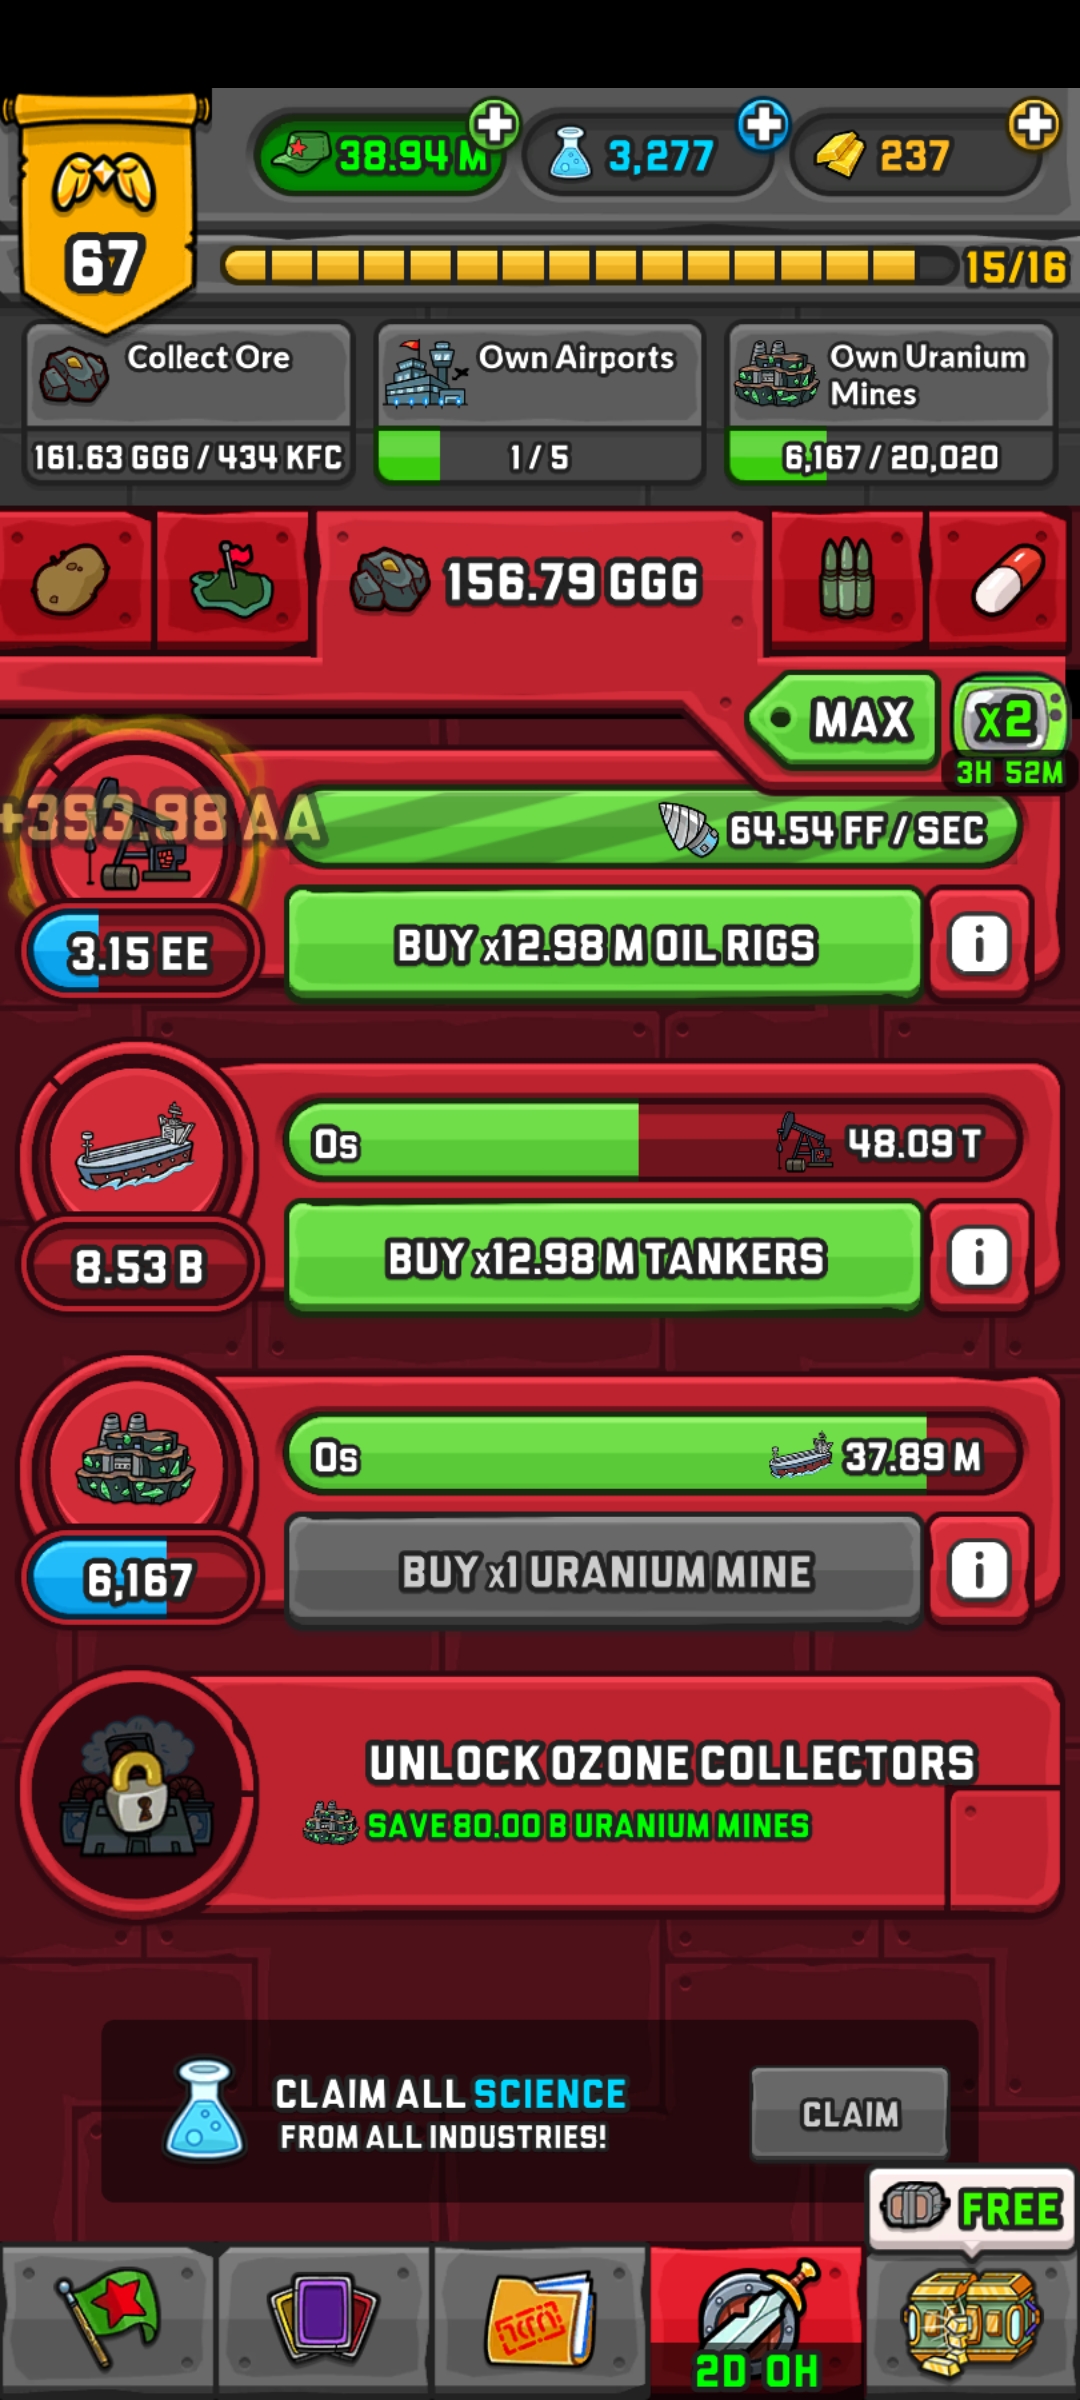 67
38.94 M
3,277
237
15/16
Collect Ore
161.63 GGG / 434 KFC
Own Airports
1 / 5
Own Uranium
Mines
6,167 / 20,020
156.79 GGG
MAX
x2
3H 52M
+393.98 AA
64.54 FF / SEC
3.15 EE
BUY x12.98 M OIL RIGS
i
0s
48.09 T
8.53 B
BUY x12.98 M TANKERS
i
0s
37.89 M
6,167
BUY x1 URANIUM MINE
i
UNLOCK OZONE COLLECTORS
SAVE 80.00 B URANIUM MINES
CLAIM ALL SCIENCE
FROM ALL INDUSTRIES!
CLAIM
FREE
2D 0H